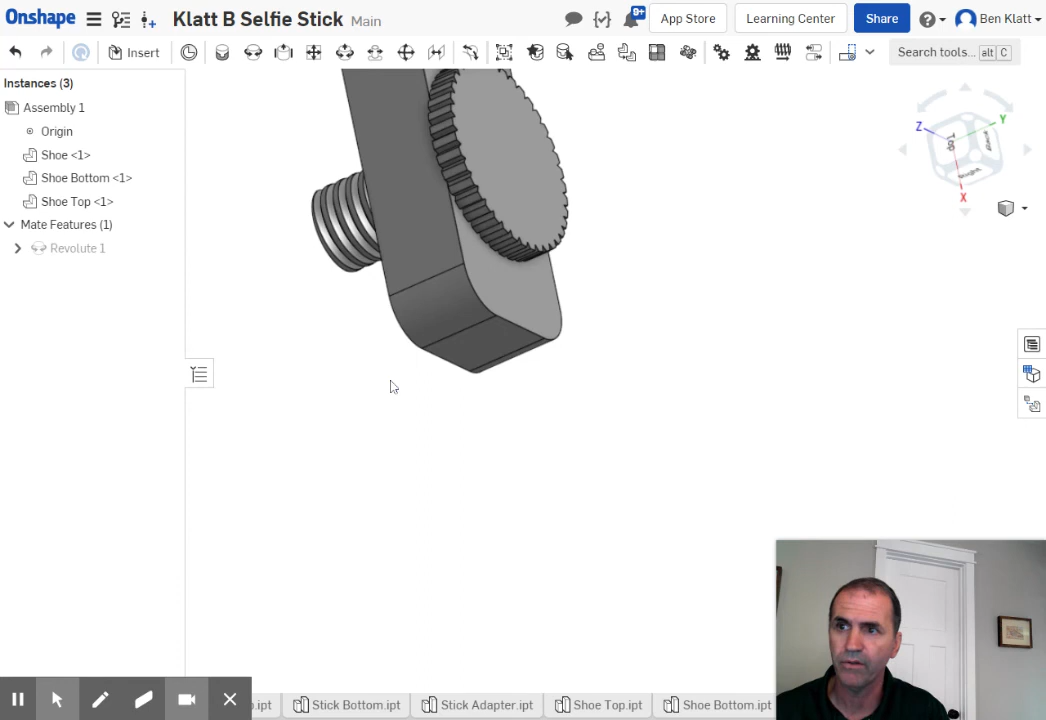 Onshape Klatt B Selfie Stick Main 9+ App Store Learning Center Share Ben Klatt
Insert Search tools... alt C
Instances (3)
Assembly 1
Origin
Shoe <1>
Shoe Bottom <1>
Shoe Top <1>
Mate Features (1)
Revolute 1
Z Y
Top
X
.ipt Stick Bottom.ipt Stick Adapter.ipt Shoe Top.ipt Shoe Bottom.ipt